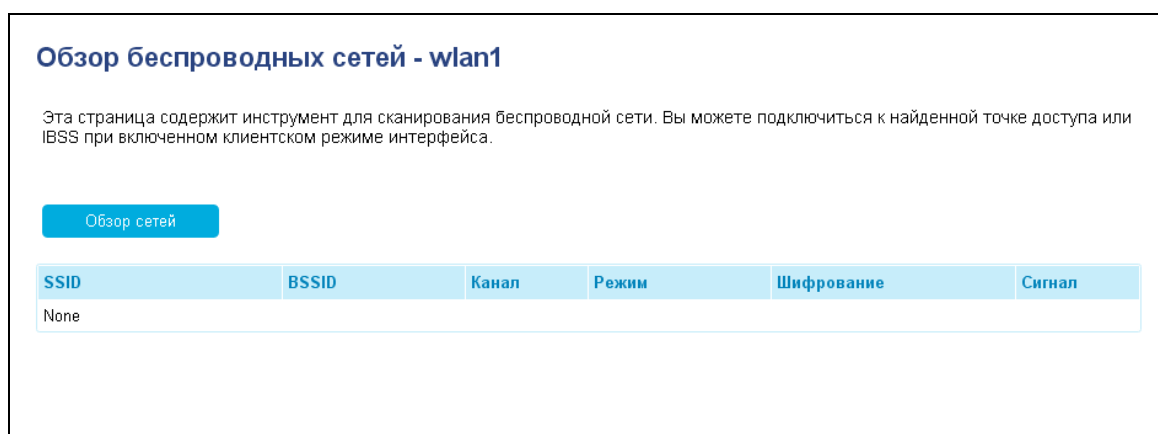 Обзор беспроводных сетей - wlan1
Эта страница содержит инструмент для сканирования беспроводной сети. Вы можете подключиться к найденной точке доступа или
IBSS при включенном клиентском режиме интерфейса.
Обзор сетей
SSID BSSID Канал Режим Шифрование Сигнал
None